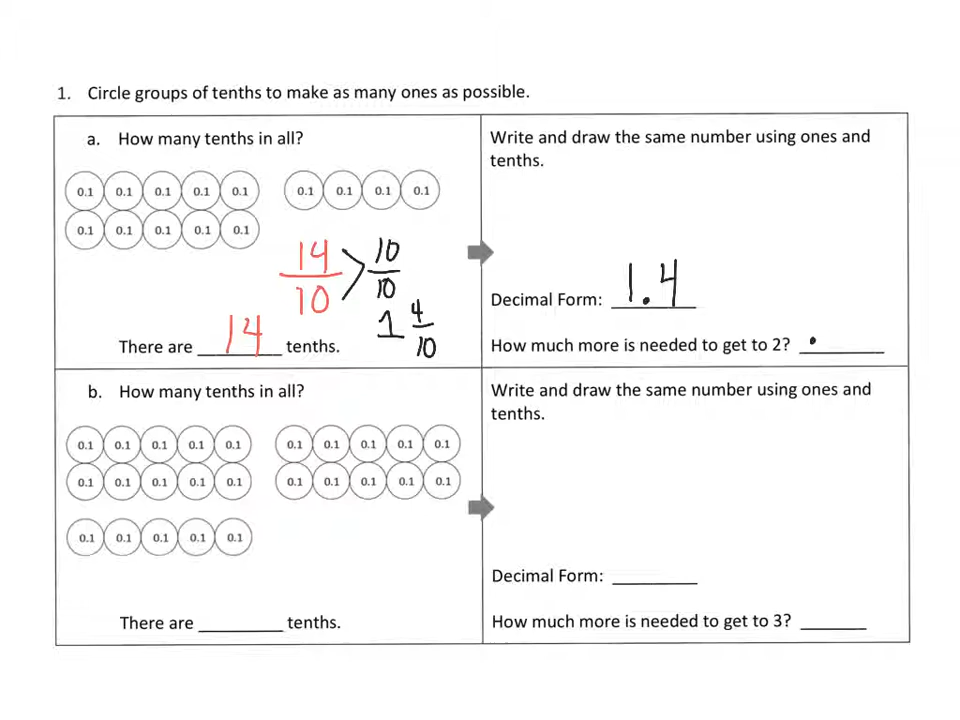 1. Circle groups of tenths to make as many ones as possible.
a. How many tenths in all?
0.1 0.1 0.1 0.1 0.1 0.1 0.1 0.1 0.1
0.1 0.1 0.1 0.1 0.1
14/10 > 10/10
1 4/10
There are 14 tenths.
Write and draw the same number using ones and
tenths.
Decimal Form: 1.4
How much more is needed to get to 2? .
b. How many tenths in all?
0.1 0.1 0.1 0.1 0.1 0.1 0.1 0.1 0.1 0.1
0.1 0.1 0.1 0.1 0.1 0.1 0.1 0.1 0.1 0.1
0.1 0.1 0.1 0.1 0.1
There are ________ tenths.
Write and draw the same number using ones and
tenths.
Decimal Form: ________
How much more is needed to get to 3? ______